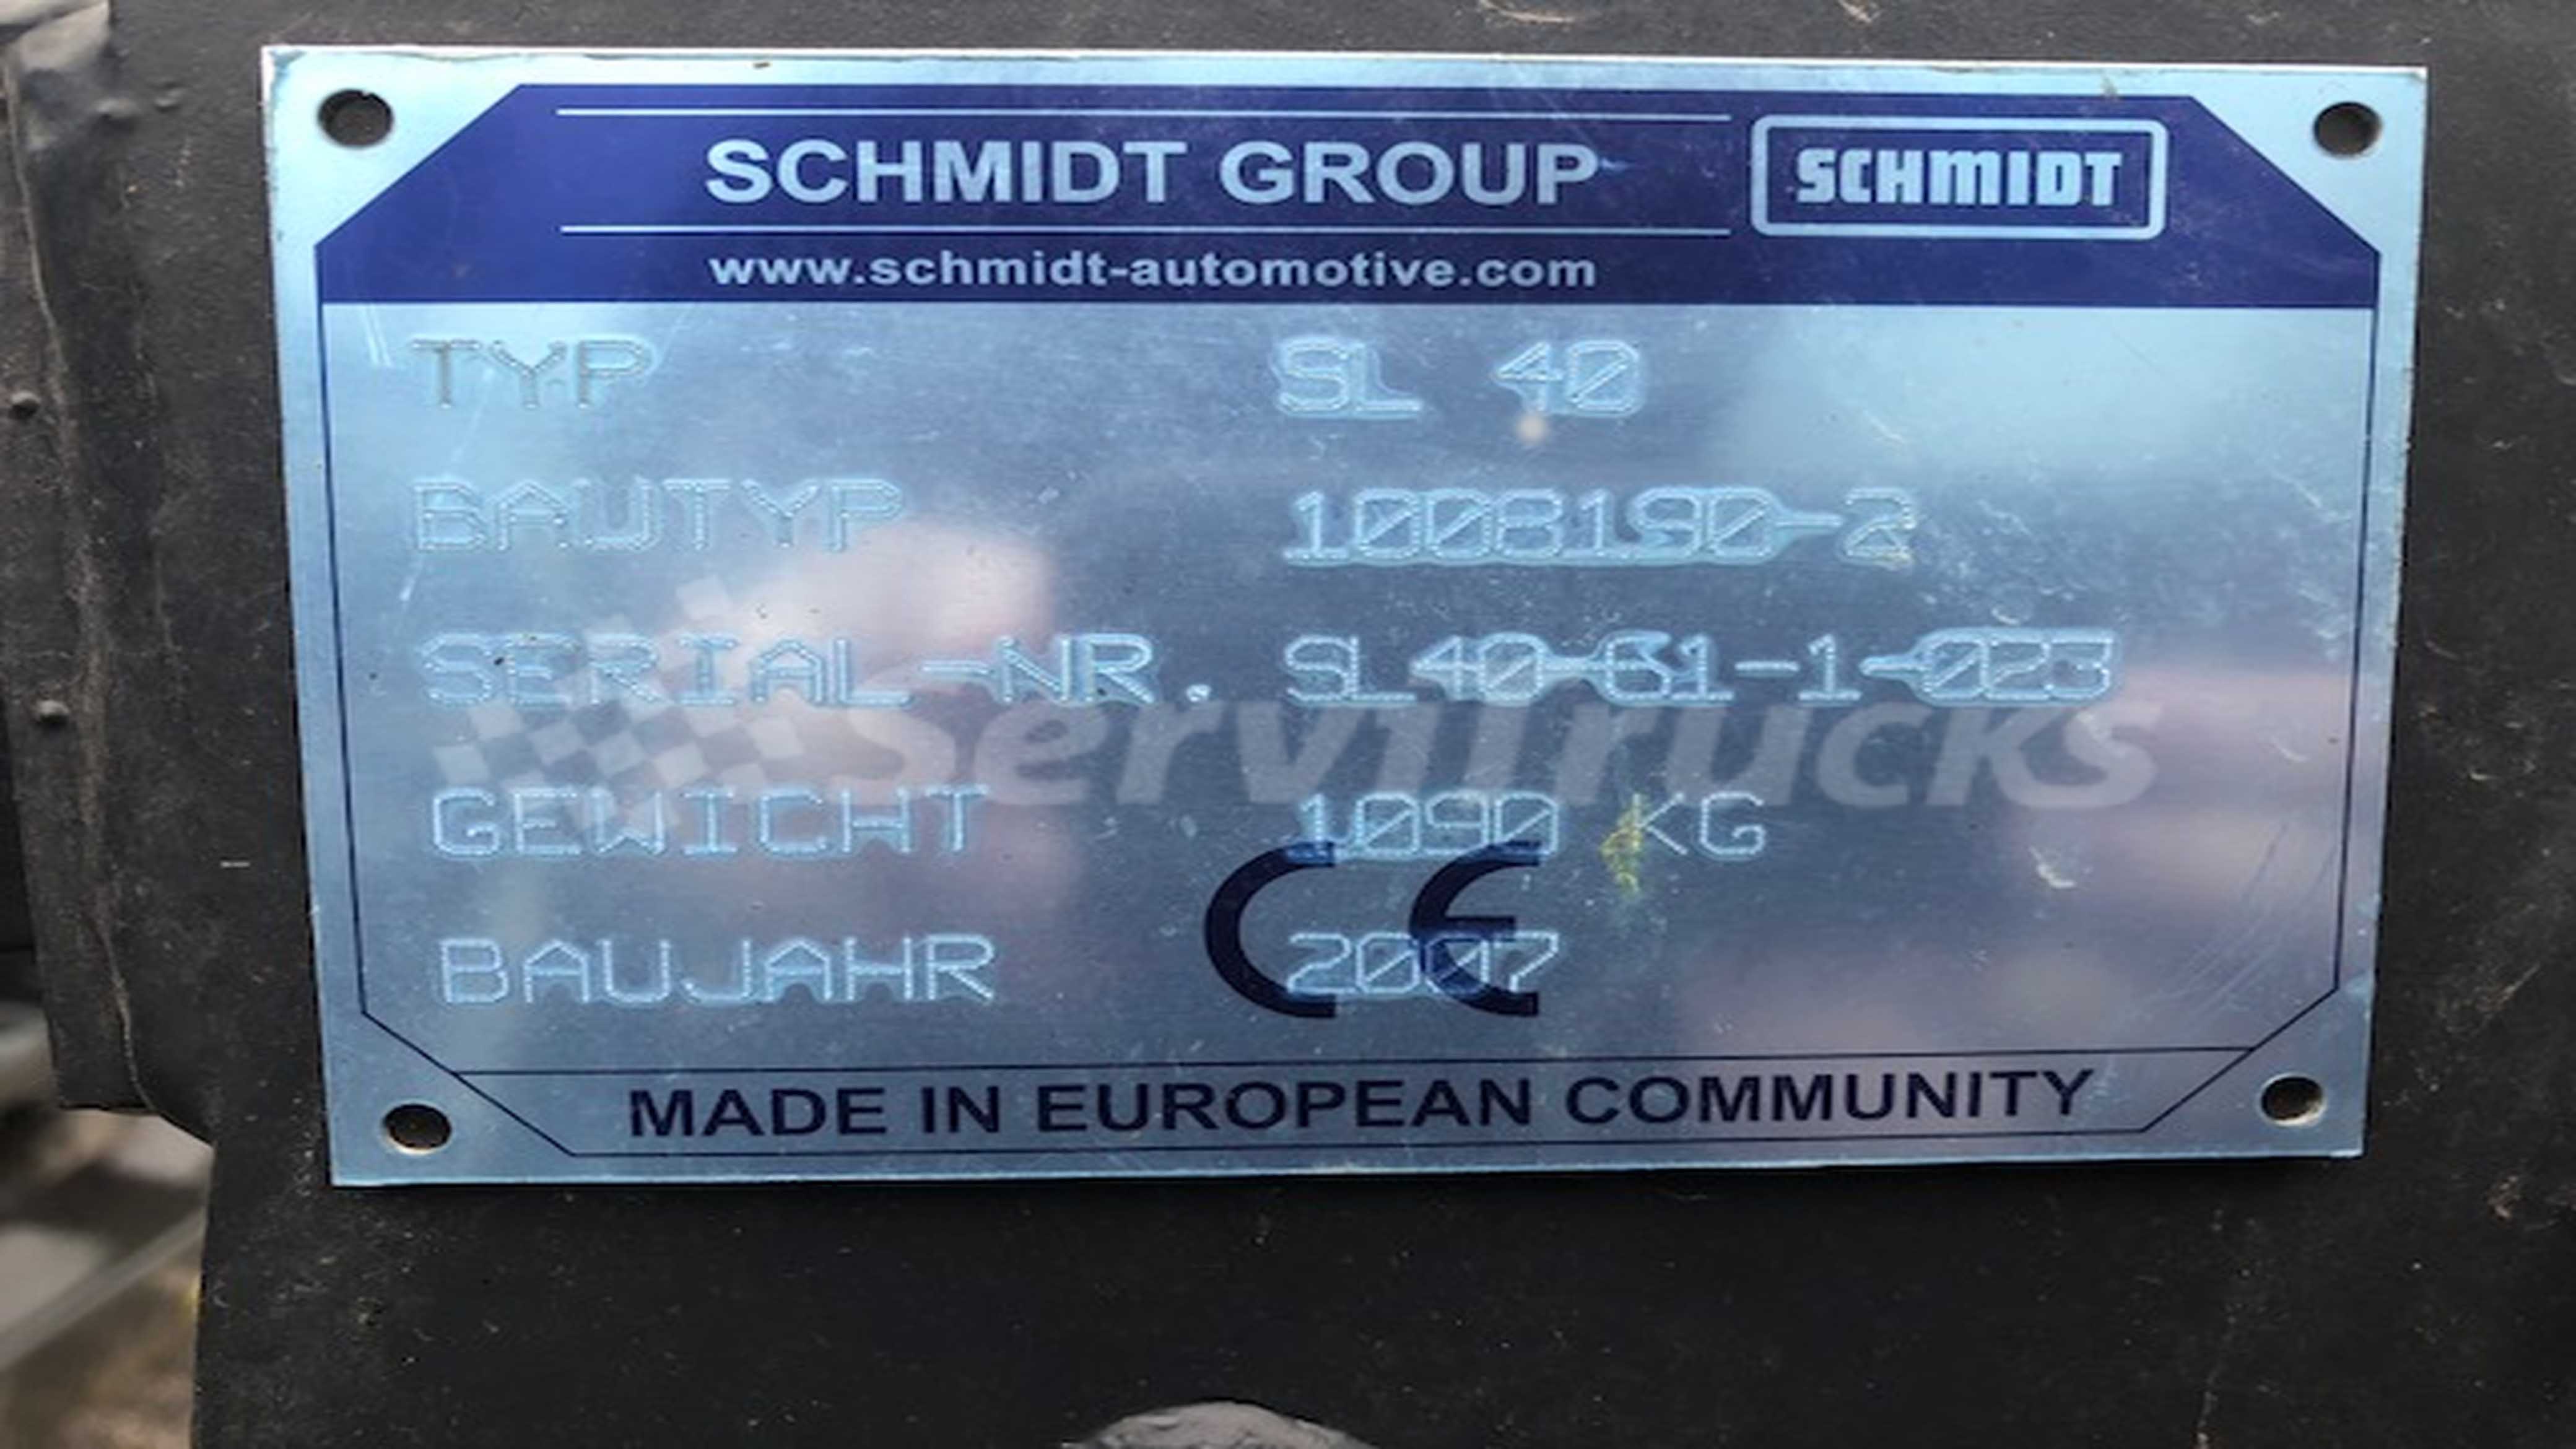 SCHMIDT GROUP
SCHMIDT
www.schmidt-automotive.com
TYP SL 40
BAUTYP 1008190-2
SERIAL-NR. SL40-61-1-023
ServiTrucks
GEWICHT 1090 KG
CE
BAUJAHR 2007
MADE IN EUROPEAN COMMUNITY